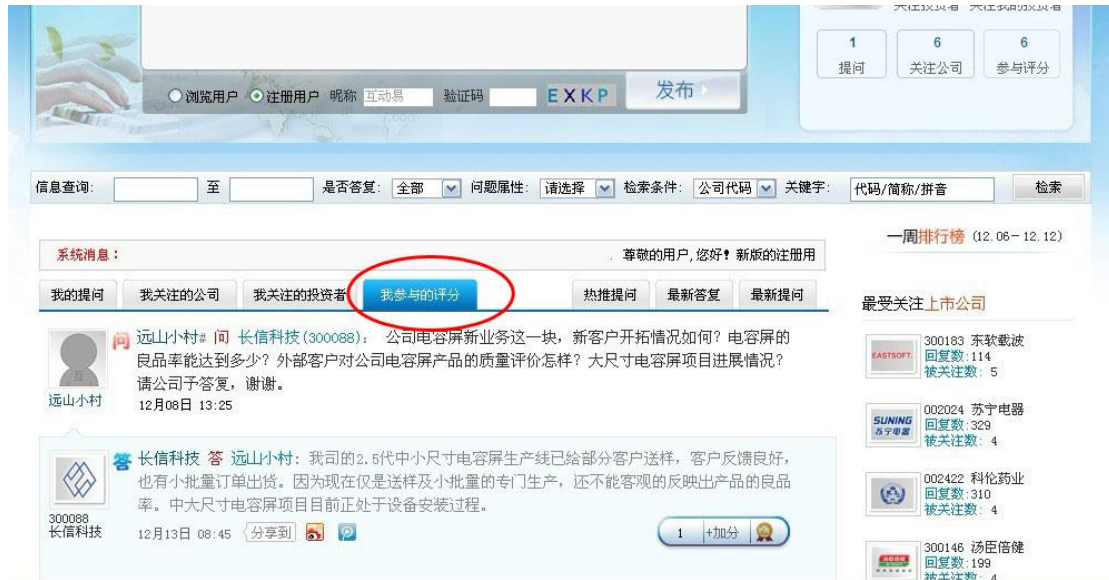 关注投资者 关注我的投资者
1 6 6
提问 关注公司 参与评分
浏览用户 注册用户 昵称 互动易 验证码 EXKP 发布
信息查询: 至 是否答复: 全部 问题属性: 请选择 检索条件: 公司代码 关键字: 代码/简称/拼音 检索
一周排行榜 (12.06-12.12)
系统消息: . 尊敬的用户,您好! 新版的注册用
我的提问 我关注的公司 我关注的投资者 我参与的评分 热推提问 最新答复 最新提问
最受关注上市公司
问 远山小村# 问 长信科技(300088): 公司电容屏新业务这一块,新客户开拓情况如何?电容屏的
良品率能达到多少?外部客户对公司电容屏产品的质量评价怎样?大尺寸电容屏项目进展情况?
请公司予答复,谢谢。
远山小村
12月08日 13:25
EASTSOFT.
300183 东软载波
回复数:114
被关注数: 5
SUNING
苏宁电器
002024 苏宁电器
回复数:329
被关注数: 4
答 长信科技 答 远山小村: 我司的2.5代中小尺寸电容屏生产线已给部分客户送样,客户反馈良好,
也有小批量订单出货。因为现在仅是送样及小批量的专门生产,还不能客观的反映出产品的良品
率。中大尺寸电容屏项目目前正处于设备安装过程。
300088
长信科技
12月13日 08:45 分享到
1 +加分
002422 科伦药业
回复数:310
被关注数: 4
300146 汤臣倍健
回复数:199
被关注数: 4